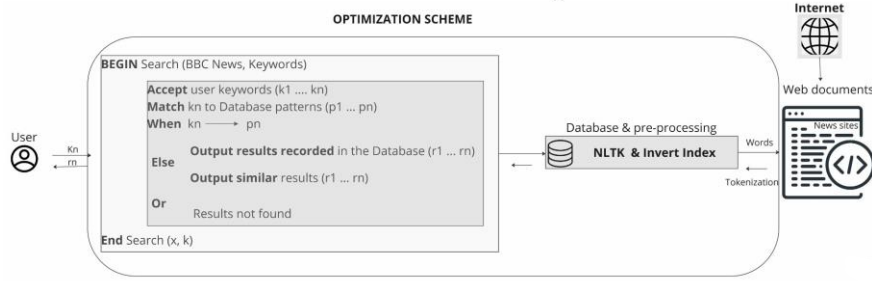 OPTIMIZATION SCHEME
Internet
BEGIN Search (BBC News, Keywords)
Accept user keywords (k1 .... kn)
Match kn to Database patterns (p1 ... pn)
When kn pn
Output results recorded in the Database (r1 ... rn)
Else
Output similar results (r1 ... rn)
Or
Results not found
End Search (x, k)
User
Kn
rn
Database & pre-processing
NLTK & Invert Index
Words
Tokenization
Web documents
News sites